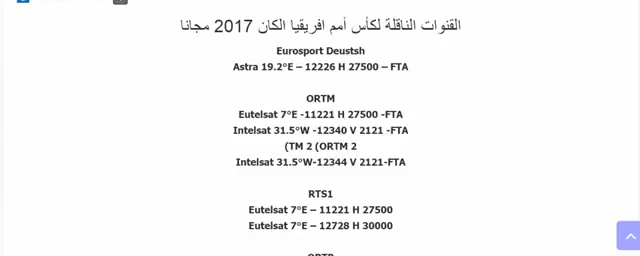 القنوات الناقلة لكأس أمم افريقيا الكان 2017 مجانا
Eurosport Deustsh
Astra 19.2°E – 12226 H 27500 – FTA
ORTM
Eutelsat 7°E -11221 H 27500 -FTA
Intelsat 31.5°W -12340 V 2121 -FTA
(TM 2 (ORTM 2
Intelsat 31.5°W-12344 V 2121-FTA
RTS1
Eutelsat 7°E – 11221 H 27500
Eutelsat 7°E – 12728 H 30000